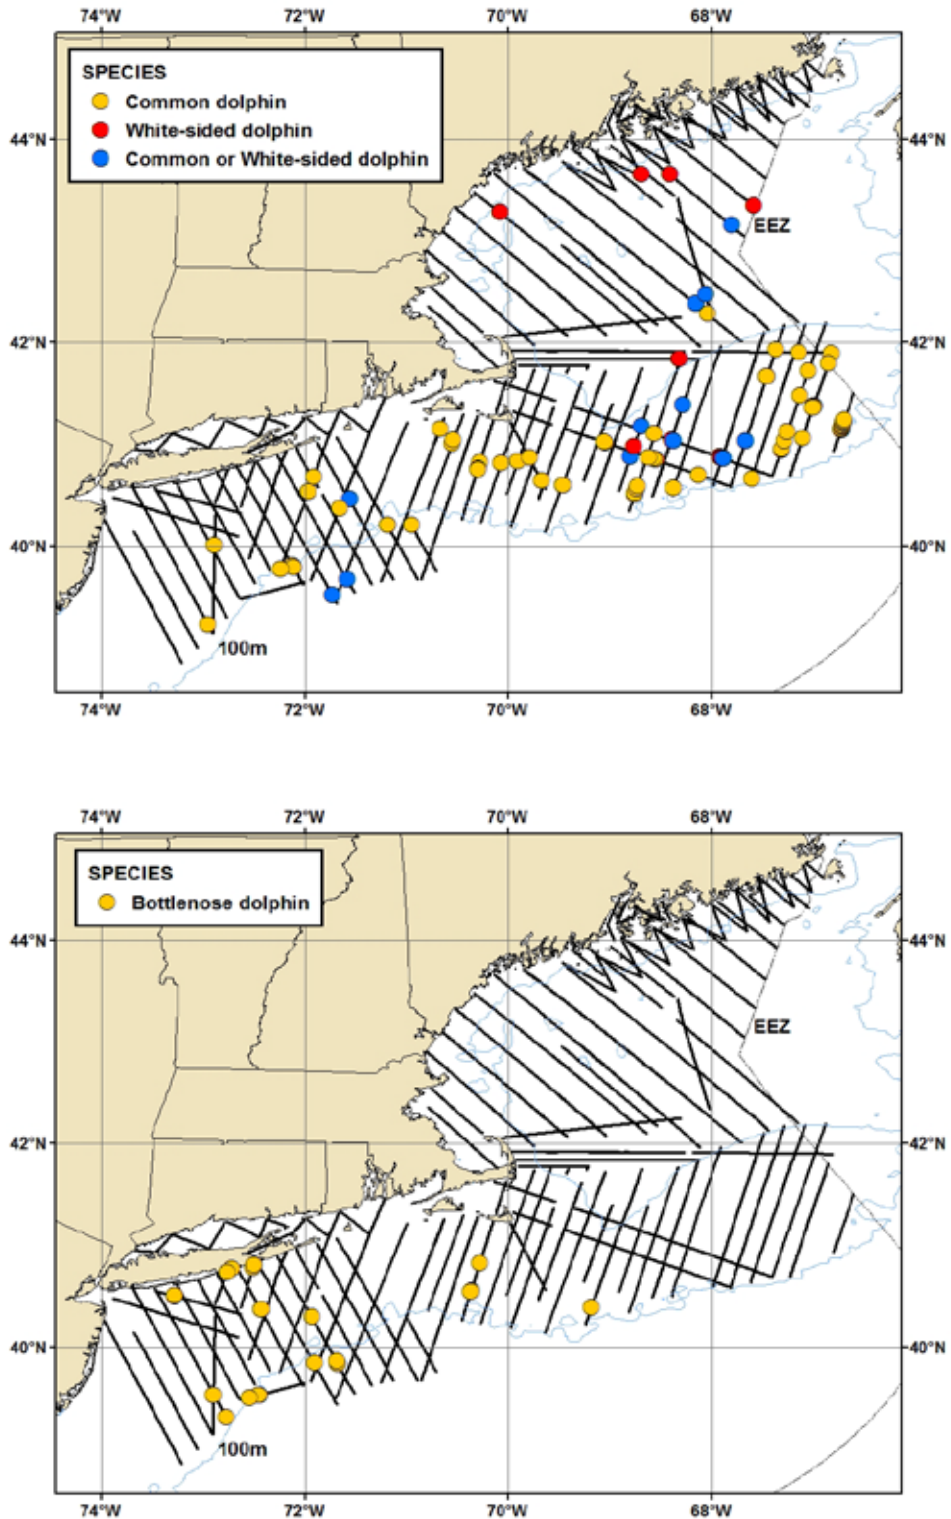 74°W 72°W 70°W 68°W
SPECIES
Common dolphin
White-sided dolphin
Common or White-sided dolphin
44°N 44°N
EEZ
42°N 42°N
40°N 40°N
100m
74°W 72°W 70°W 68°W
74°W 72°W 70°W 68°W
SPECIES
Bottlenose dolphin
44°N 44°N
EEZ
42°N 42°N
40°N 40°N
100m
74°W 72°W 70°W 68°W